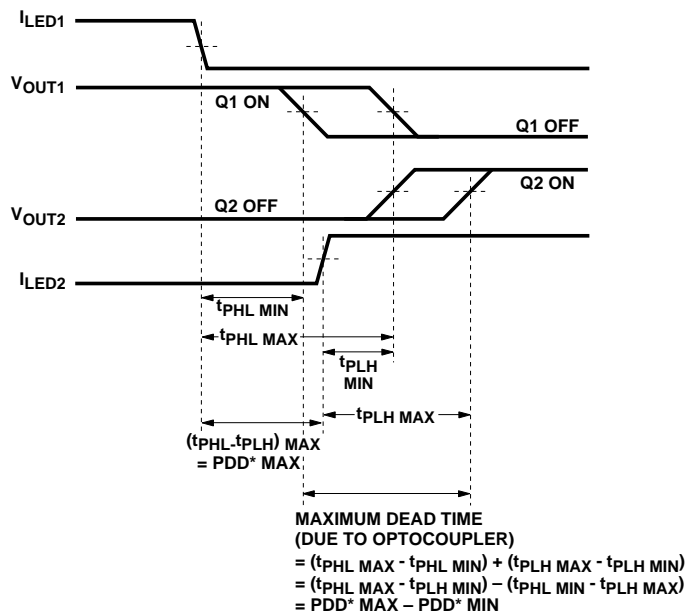 ILED1
VOUT1
Q1 ON
Q1 OFF
Q2 ON
Q2 OFF
VOUT2
ILED2
tPHL MIN
tPHL MAX
tPLH
MIN
tPLH MAX
(tPHL-tPLH) MAX
= PDD* MAX
MAXIMUM DEAD TIME
(DUE TO OPTOCOUPLER)
= (tPHL MAX - tPHL MIN) + (tPLH MAX - tPLH MIN)
= (tPHL MAX - tPLH MIN) – (tPHL MIN - tPLH MAX)
= PDD* MAX – PDD* MIN